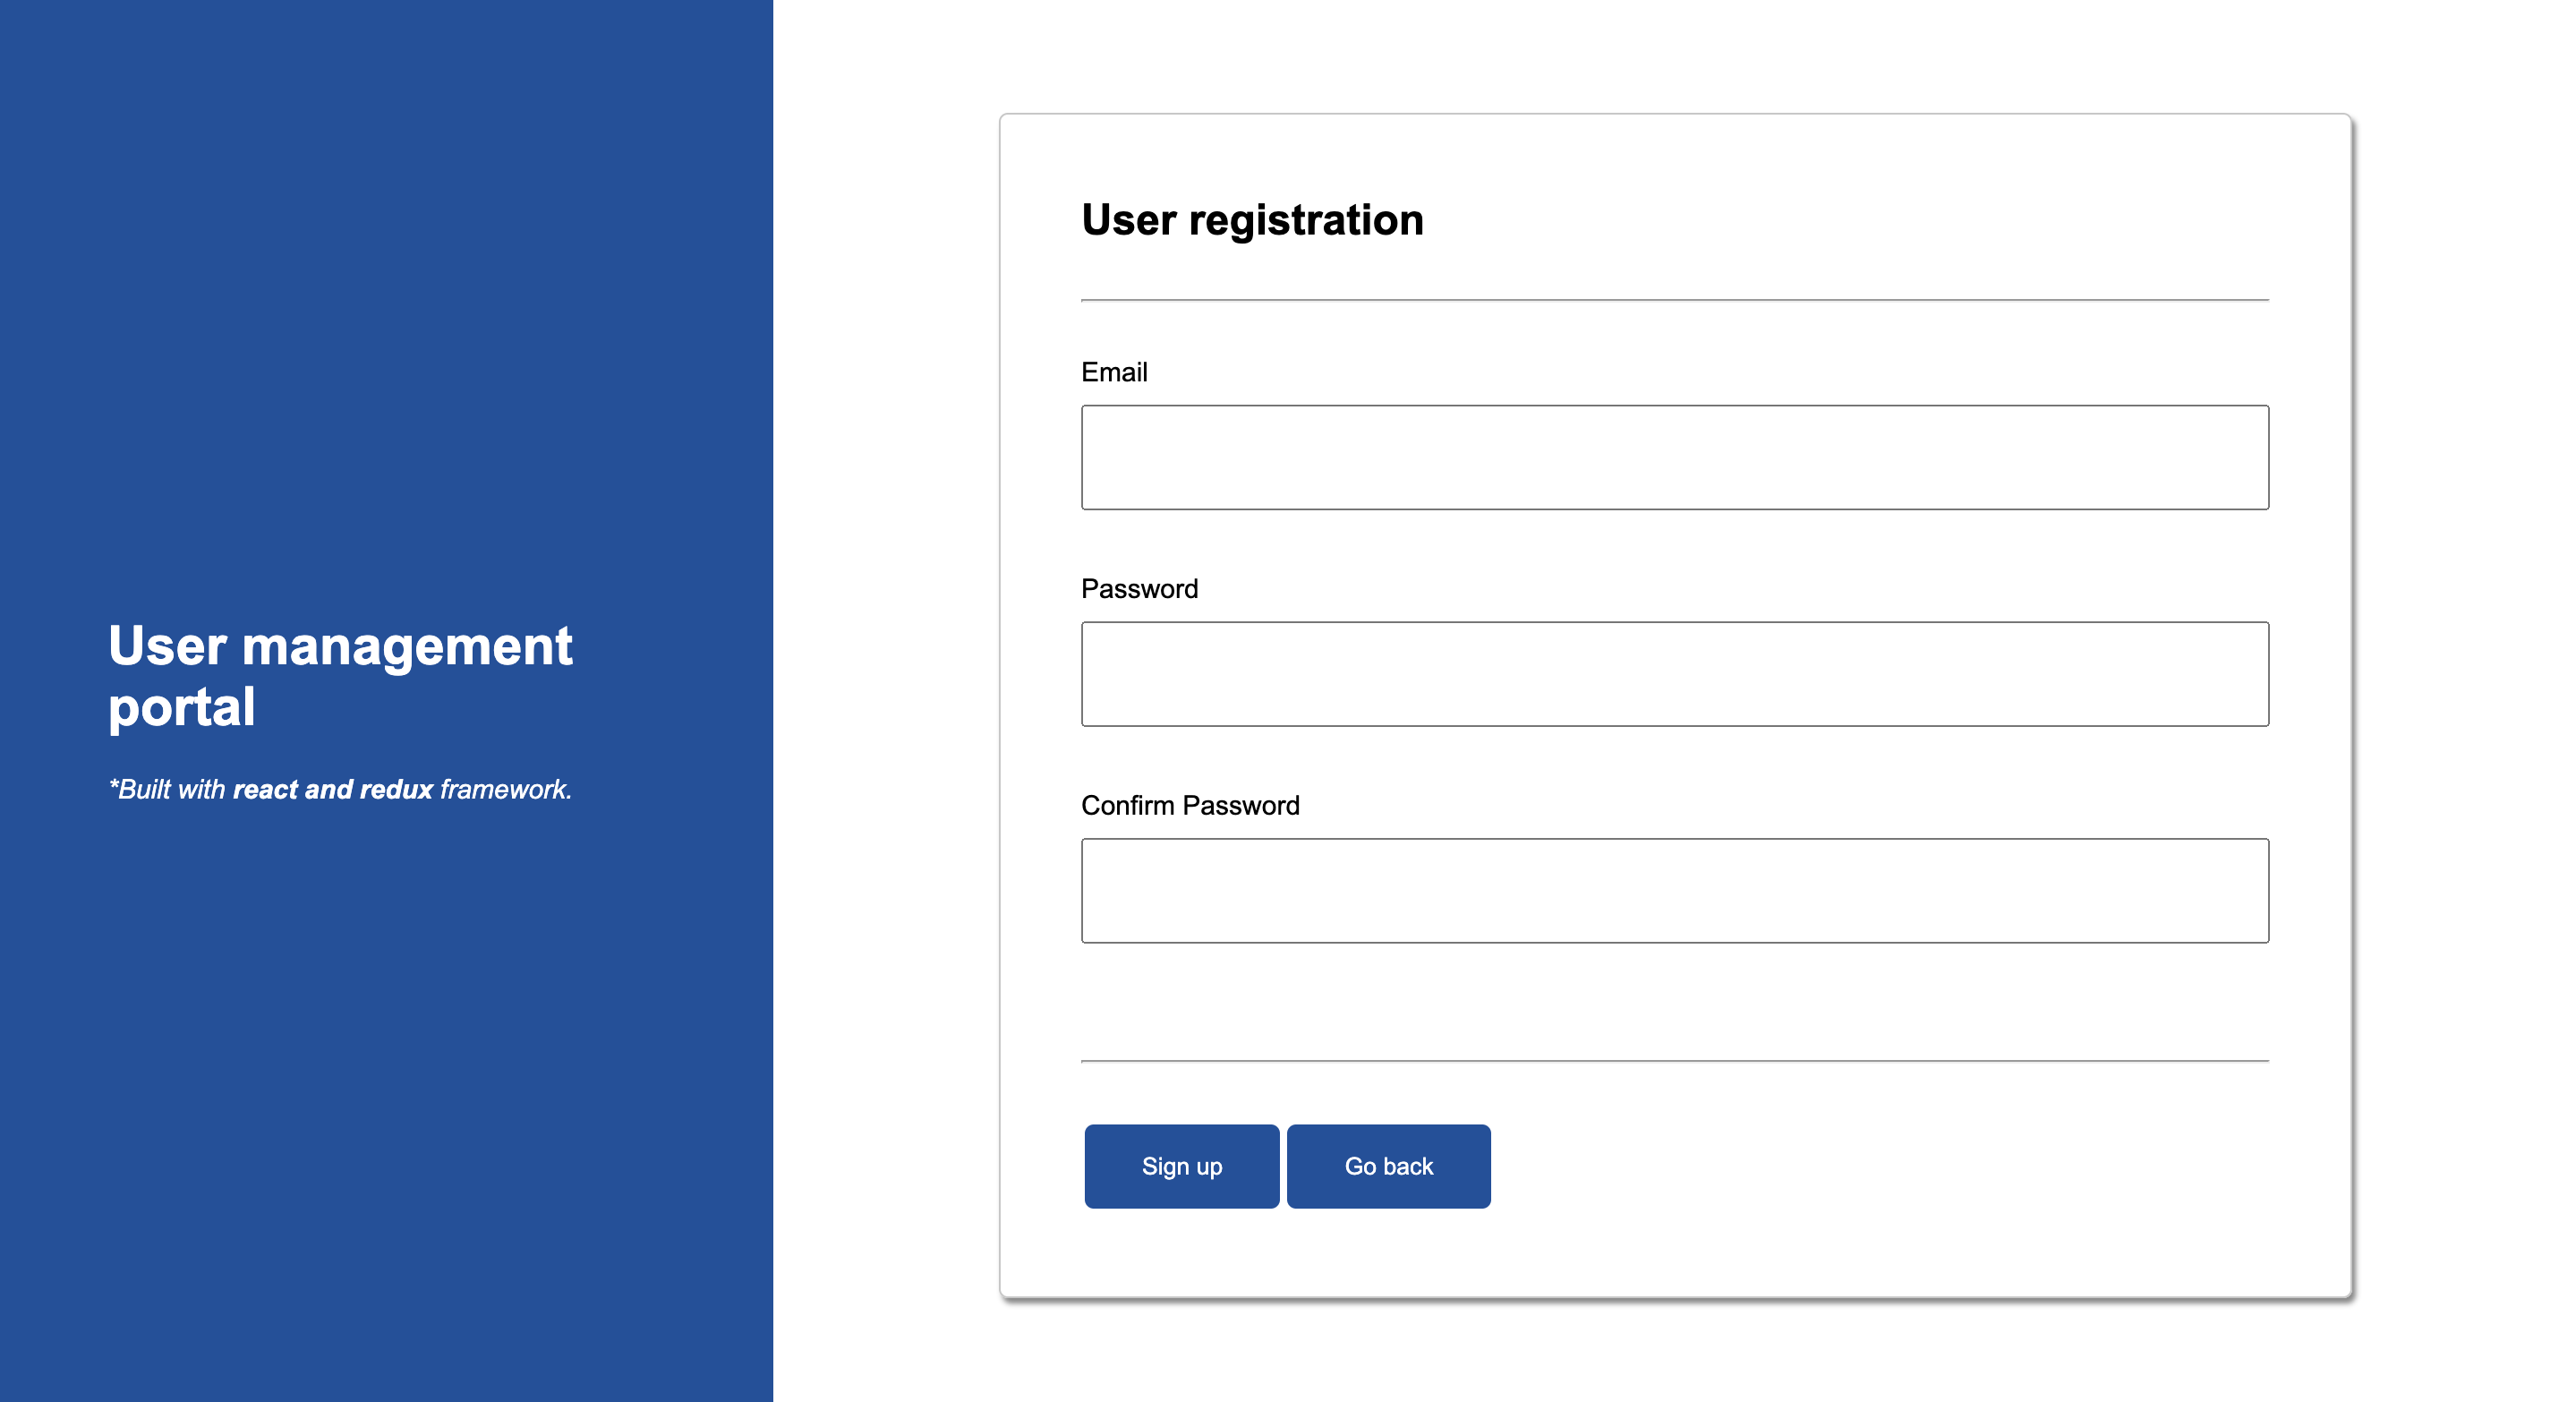 User management
portal
*Built with react and redux framework.
User registration
Email
Password
Confirm Password
Sign up
Go back